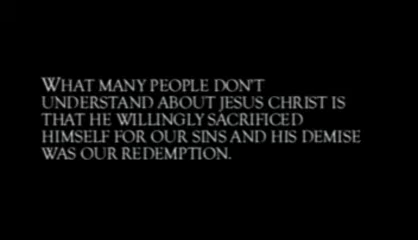 WHAT MANY PEOPLE DON'T
UNDERSTAND ABOUT JESUS CHRIST IS
THAT HE WILLINGLY SACRIFICED
HIMSELF FOR OUR SINS AND HIS DEMISE
WAS OUR REDEMPTION.